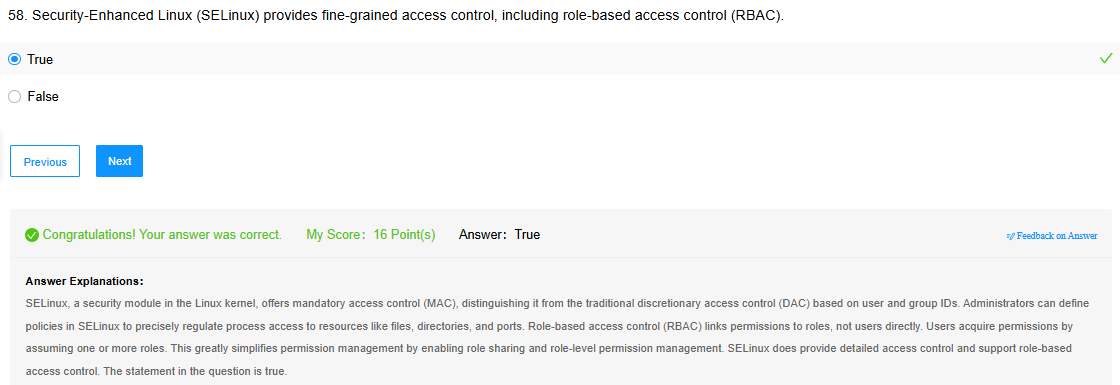 58. Security-Enhanced Linux (SELinux) provides fine-grained access control, including role-based access control (RBAC).
True
False
Previous Next
Congratulations! Your answer was correct. My Score: 16 Point(s) Answer: True Feedback on Answer
Answer Explanations:
SELinux, a security module in the Linux kernel, offers mandatory access control (MAC), distinguishing it from the traditional discretionary access control (DAC) based on user and group IDs. Administrators can define
policies in SELinux to precisely regulate process access to resources like files, directories, and ports. Role-based access control (RBAC) links permissions to roles, not users directly. Users acquire permissions by
assuming one or more roles. This greatly simplifies permission management by enabling role sharing and role-level permission management. SELinux does provide detailed access control and support role-based
access control. The statement in the question is true.